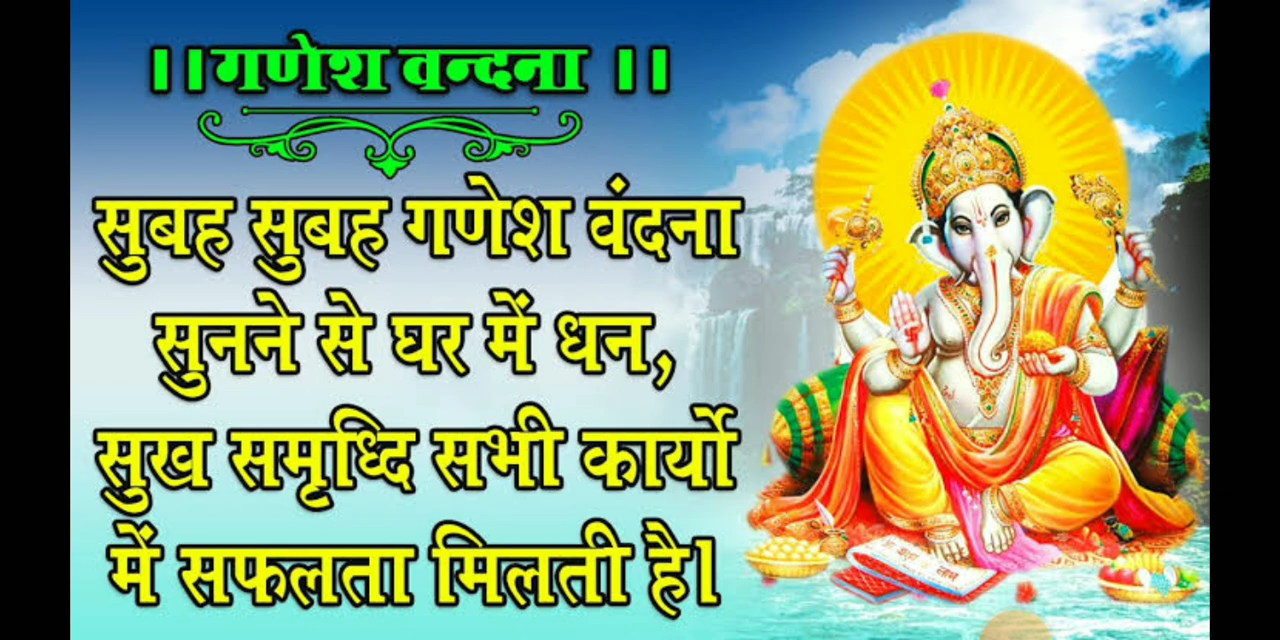 ।।गणेश वन्दना ।।
सुबह सुबह गणेश वंदना
सुनने से घर में धन,
सुख समृध्दि सभी कार्यो
में सफलता मिलती है।